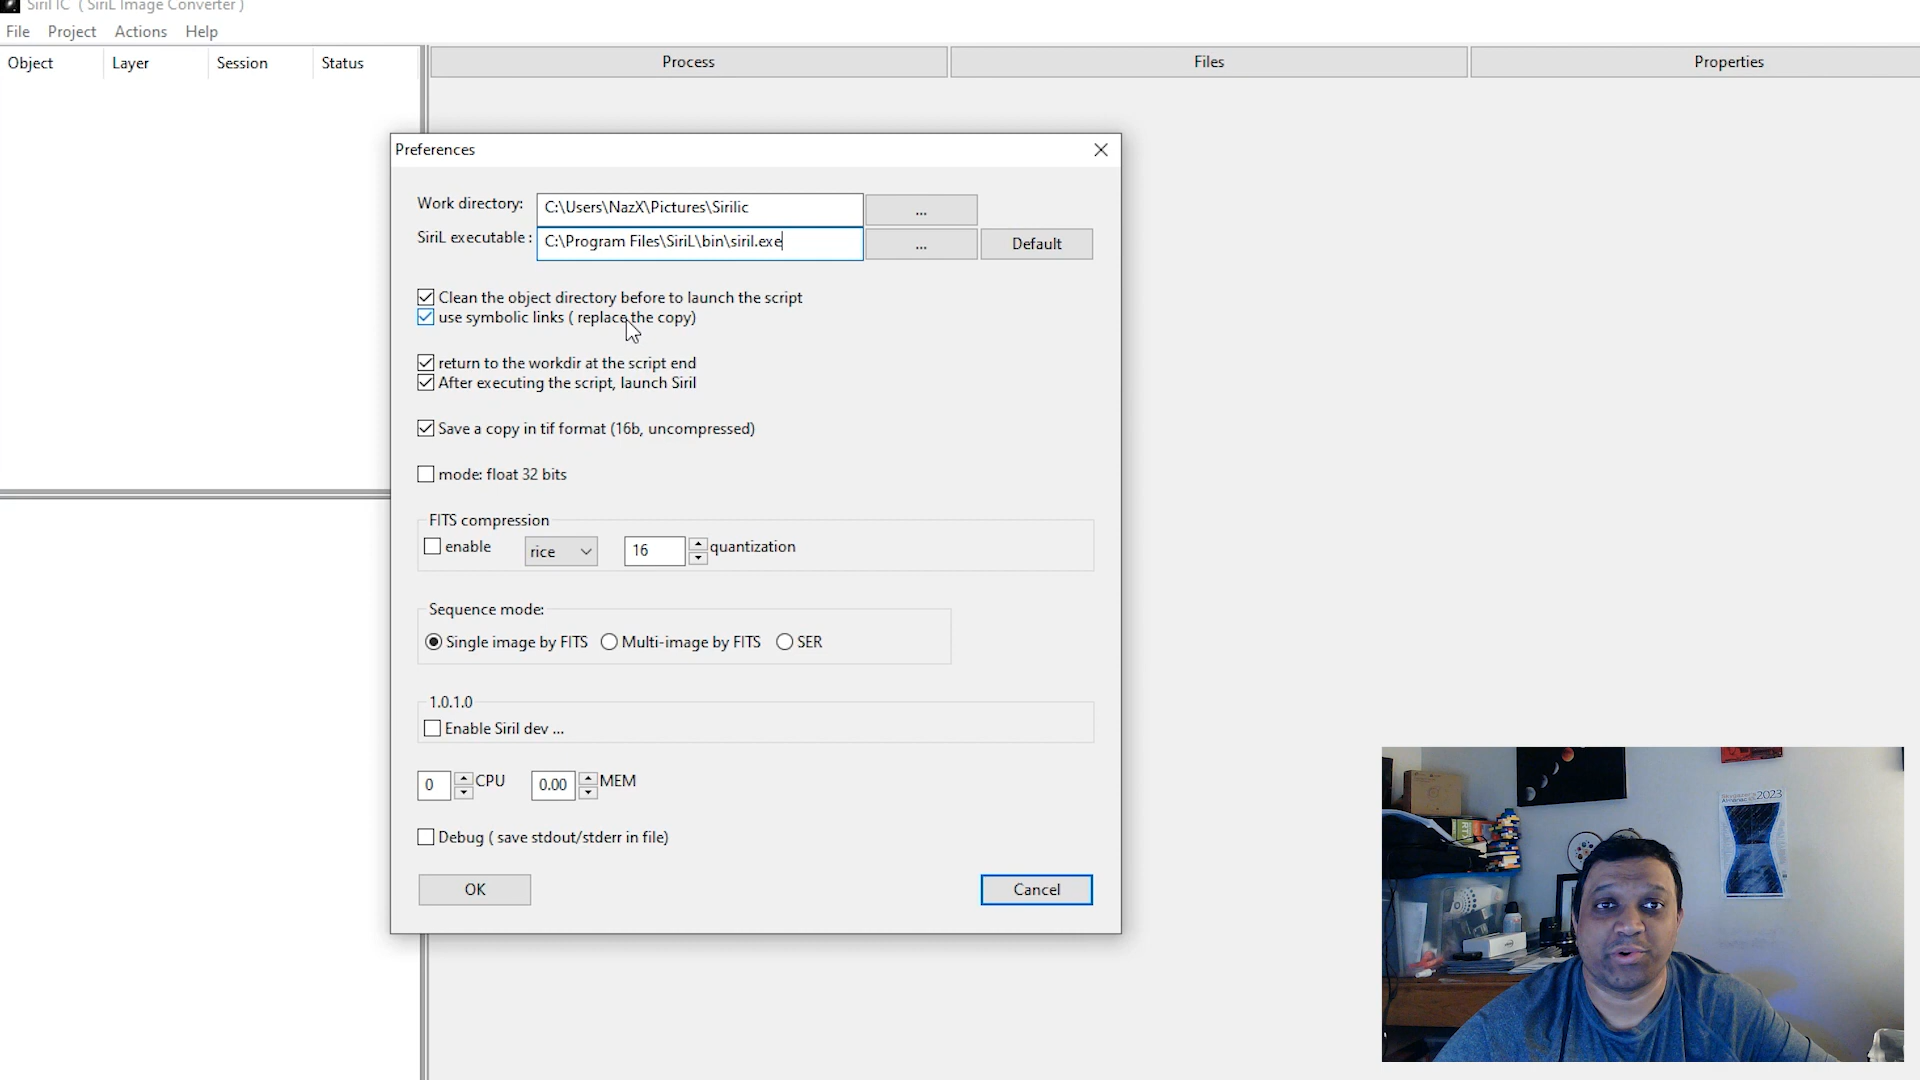 SiriL'IC ( SiriL Image Converter )
File Project Actions Help
Object Layer Session Status
Process Files Properties
Preferences
Work directory: C:\Users\NazX\Pictures\Sirilic ...
SiriL executable : C:\Program Files\SiriL\bin\siril.exe ... Default
Clean the object directory before to launch the script
use symbolic links ( replace the copy)
return to the workdir at the script end
After executing the script, launch Siril
Save a copy in tif format (16b, uncompressed)
mode: float 32 bits
FITS compression
enable rice 16 quantization
Sequence mode:
Single image by FITS Multi-image by FITS SER
1.0.1.0
Enable Siril dev ...
0 CPU 0.00 MEM
Debug ( save stdout/stderr in file)
OK Cancel
2023